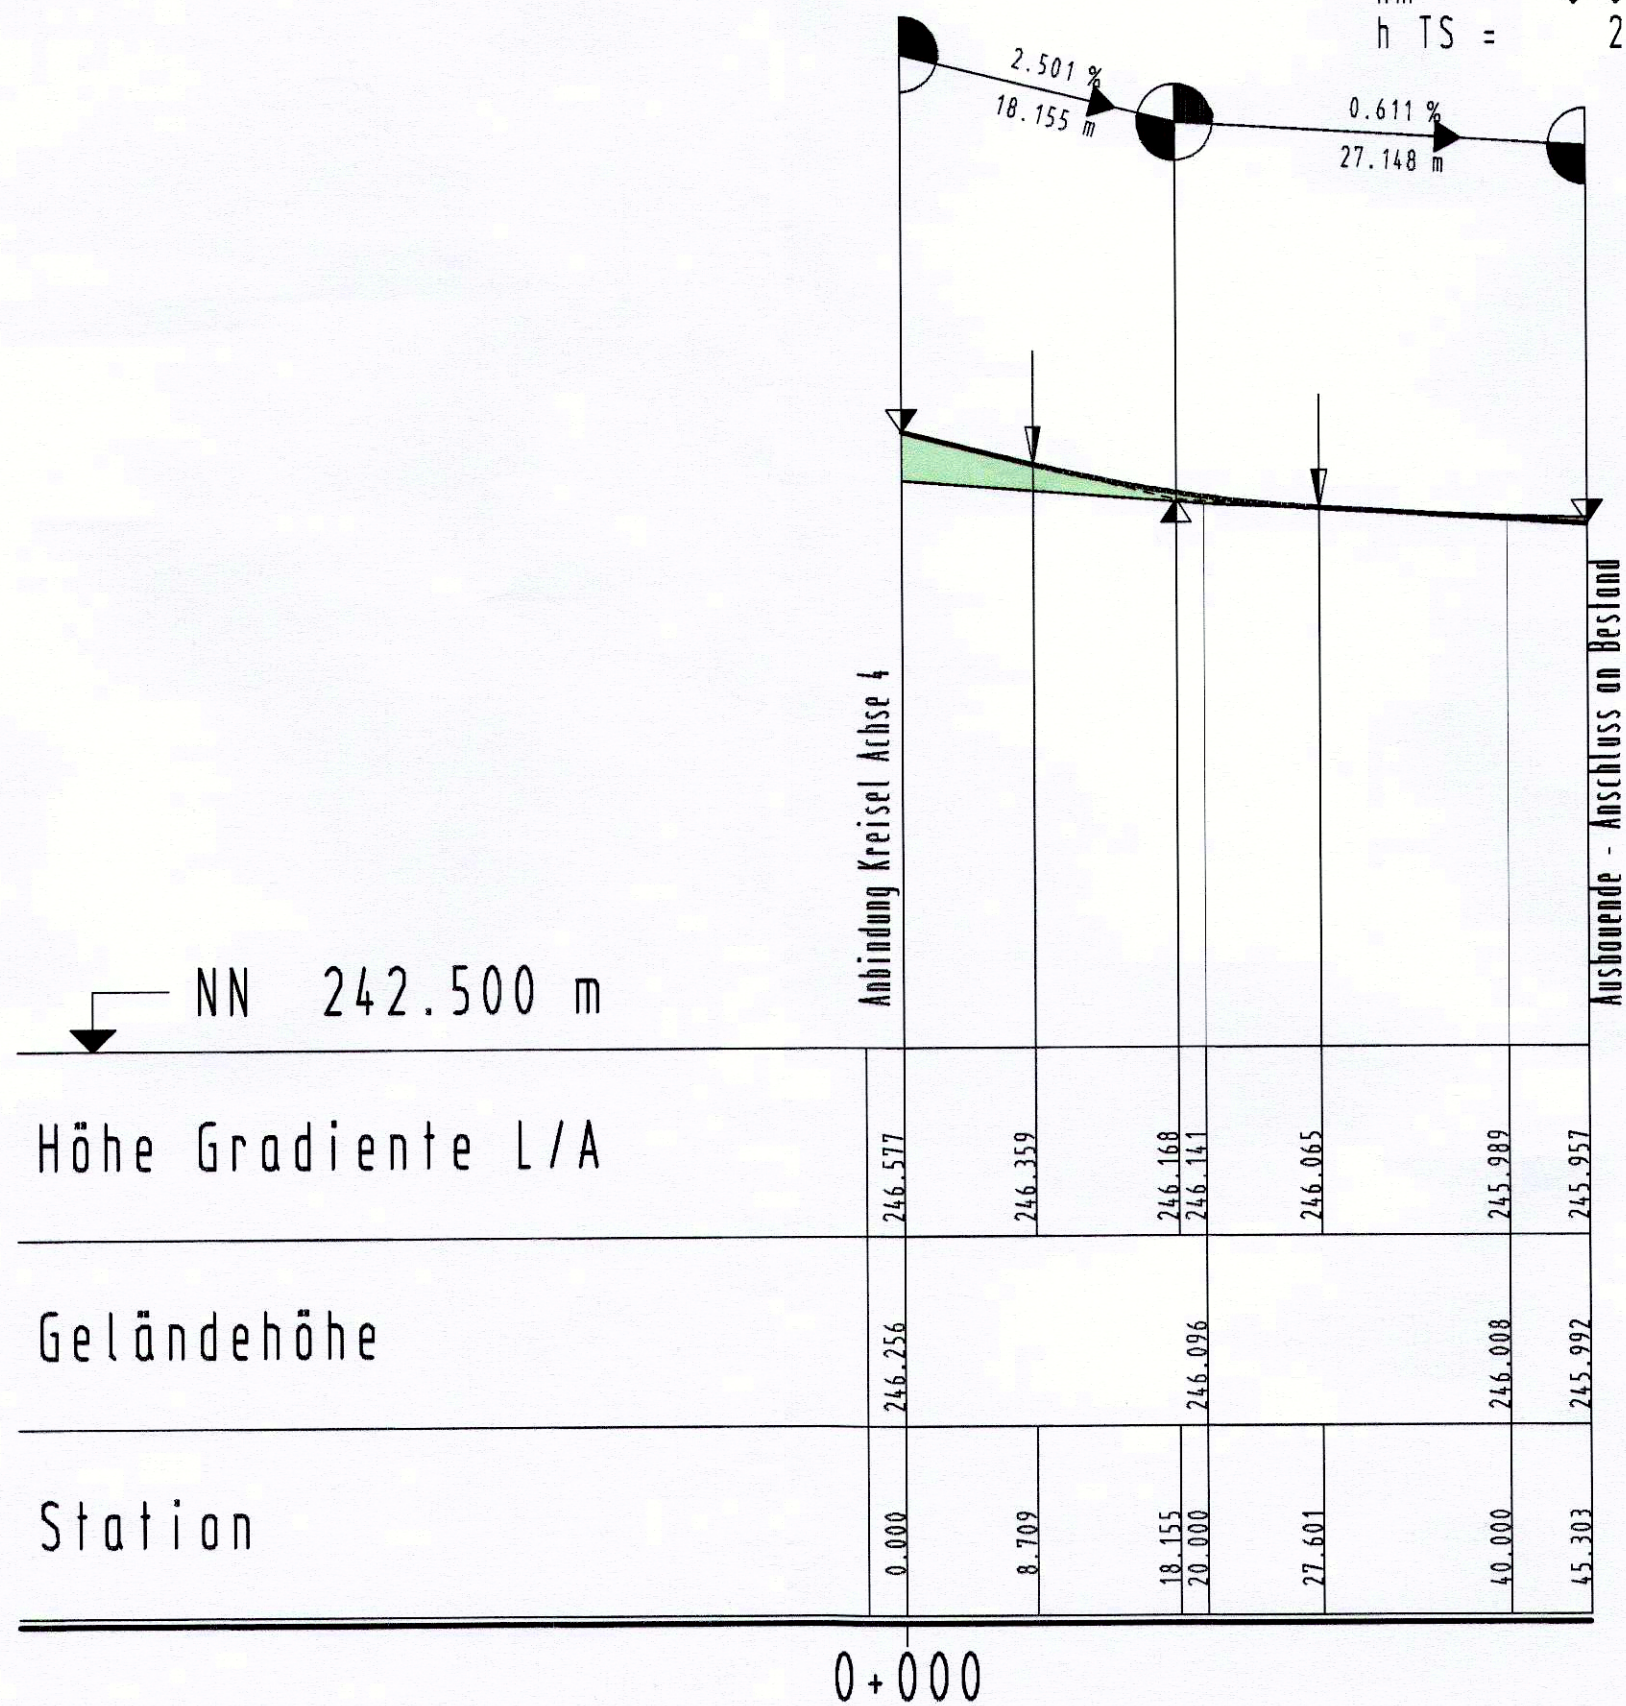 h TS = 2
2.501 %
18.155 m
0.611 %
27.148 m
Anbindung Kreisel Achse 4
Ausbauende - Anschluss an Bestand
NN 242.500 m
Höhe Gradiente L/A
246.577
246.359
246.168
246.141
246.065
245.989
245.957
Geländehöhe
246.256
246.096
246.008
245.992
Station
0.000
8.709
18.155
20.000
27.601
40.000
45.303
0+000